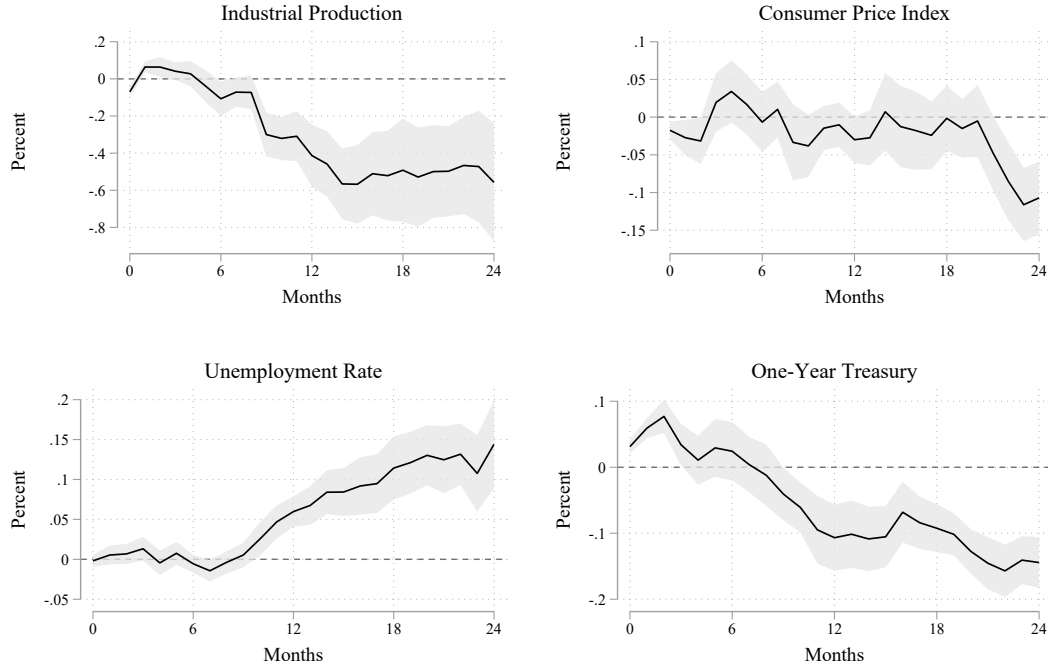 Industrial Production
.2
0
-.2
-.4
-.6
-.8
Percent
0 6 12 18 24
Months
Consumer Price Index
.1
.05
0
-.05
-.1
-.15
Percent
0 6 12 18 24
Months
Unemployment Rate
.2
.15
.1
.05
0
-.05
Percent
0 6 12 18 24
Months
One-Year Treasury
.1
0
-.1
-.2
Percent
0 6 12 18 24
Months